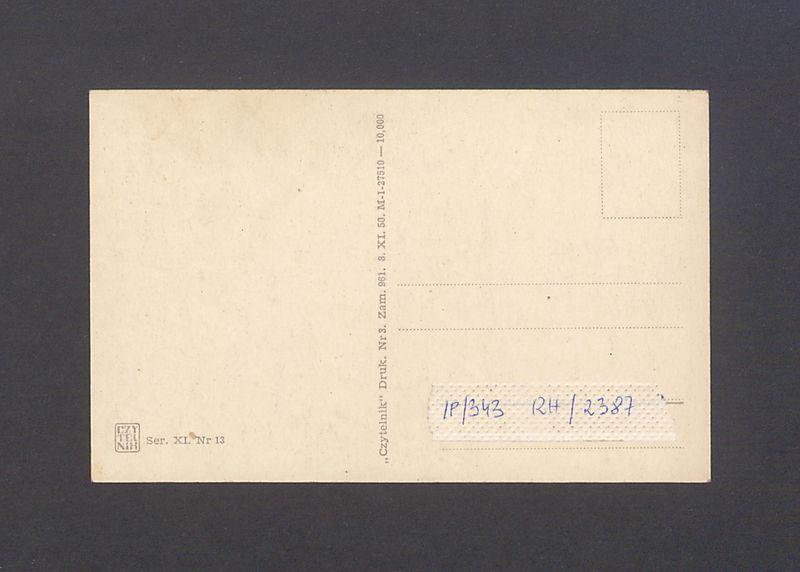 CZY
TEL
NIK
Ser. XI. Nr 13
„Czytelnik" Druk. Nr 3. Zam. 961. 3. XI. 50. M-1-27510 — 10,000
IP/343 RH/2387